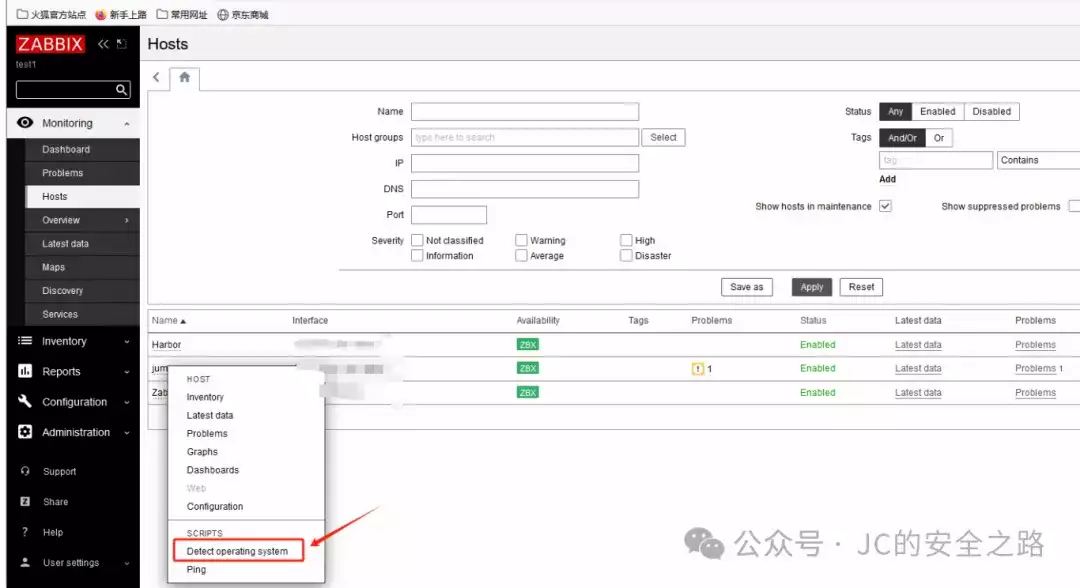 火狐官方站点 新手上路 常用网址 京东商城
ZABBIX
Hosts
test1
Monitoring
Dashboard
Problems
Hosts
Overview
Latest data
Maps
Discovery
Services
Inventory
Reports
Configuration
Administration
Support
Share
Help
User settings
Name
Host groups type here to search Select
IP
DNS
Port
Severity Not classified Warning High
Information Average Disaster
Status Any Enabled Disabled
Tags And/Or Or
tag Contains
Add
Show hosts in maintenance Show suppressed problems
Save as Apply Reset
Name Interface Availability Tags Problems Status Latest data Problems
Harbor ZBX Enabled Latest data Problems
jum ZBX 1 Enabled Latest data Problems 1
Zab ZBX Enabled Latest data Problems
HOST
Inventory
Latest data
Problems
Graphs
Dashboards
Web
Configuration
SCRIPTS
Detect operating system
Ping
公众号 · JC的安全之路